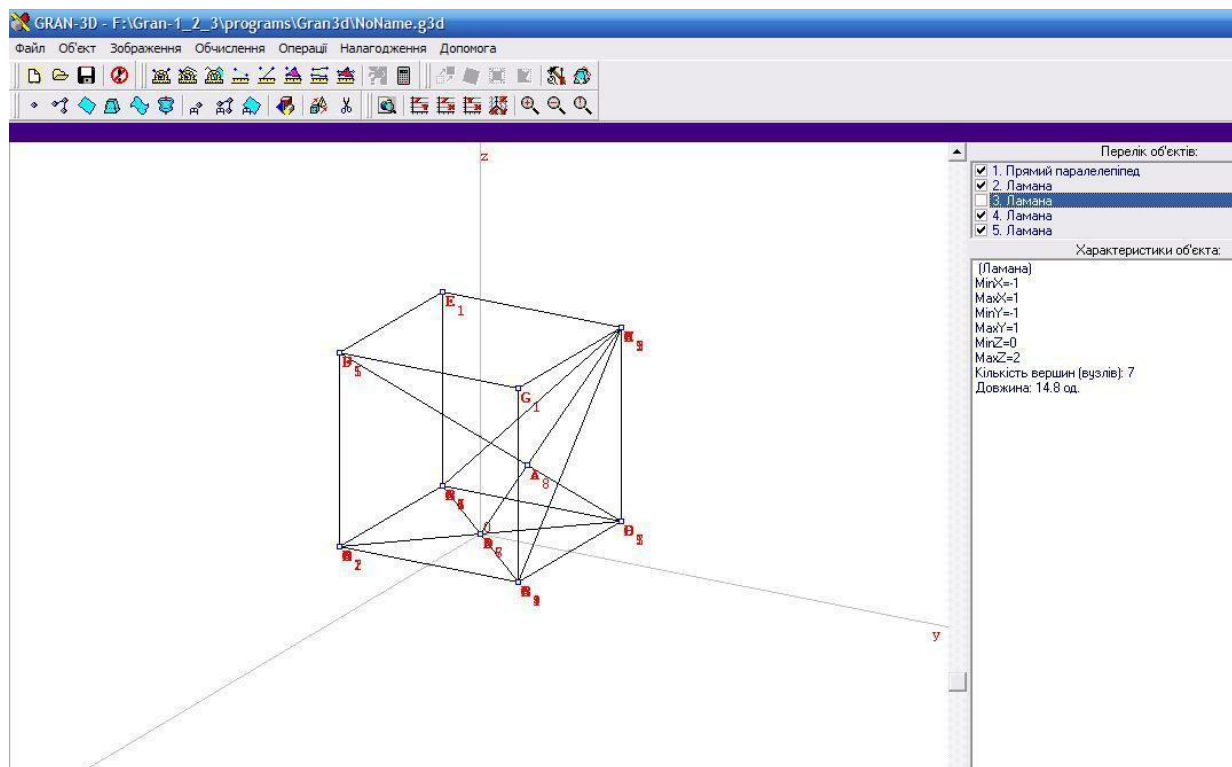 GRAN-3D - F:\Gran-1_2_3\programs\Gran3d\NoName.g3d
Файл Об'єкт Зображення Обчислення Операції Налагодження Допомога
Перелік об'єктів:
1. Прямий паралелепіпед
2. Ламана
3. Ламана
4. Ламана
5. Ламана
Характеристики об'єкта:
(Ламана)
MinX=-1
MaxX=1
MinY=-1
MaxY=1
MinZ=0
MaxZ=2
Кількість вершин (вузлів): 7
Довжина: 14.8 од.
z
E1
G1
0
y